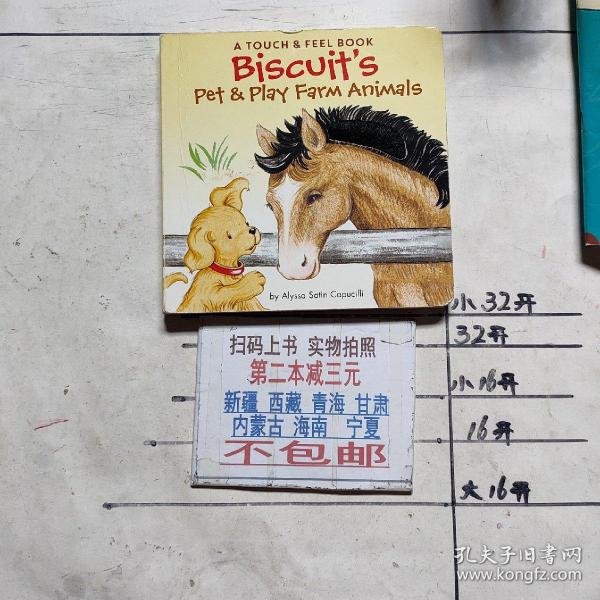 A TOUCH & FEEL BOOK
Biscuit's
Pet & Play Farm Animals
by Alyssa Satin Capucilli
小32开
32开
小16开
16开
大16开
扫码上书 实物拍照
第二本减三元
新疆 西藏 青海 甘肃
内蒙古 海南 宁夏
不包邮
孔夫子旧书网
www.kongfz.com